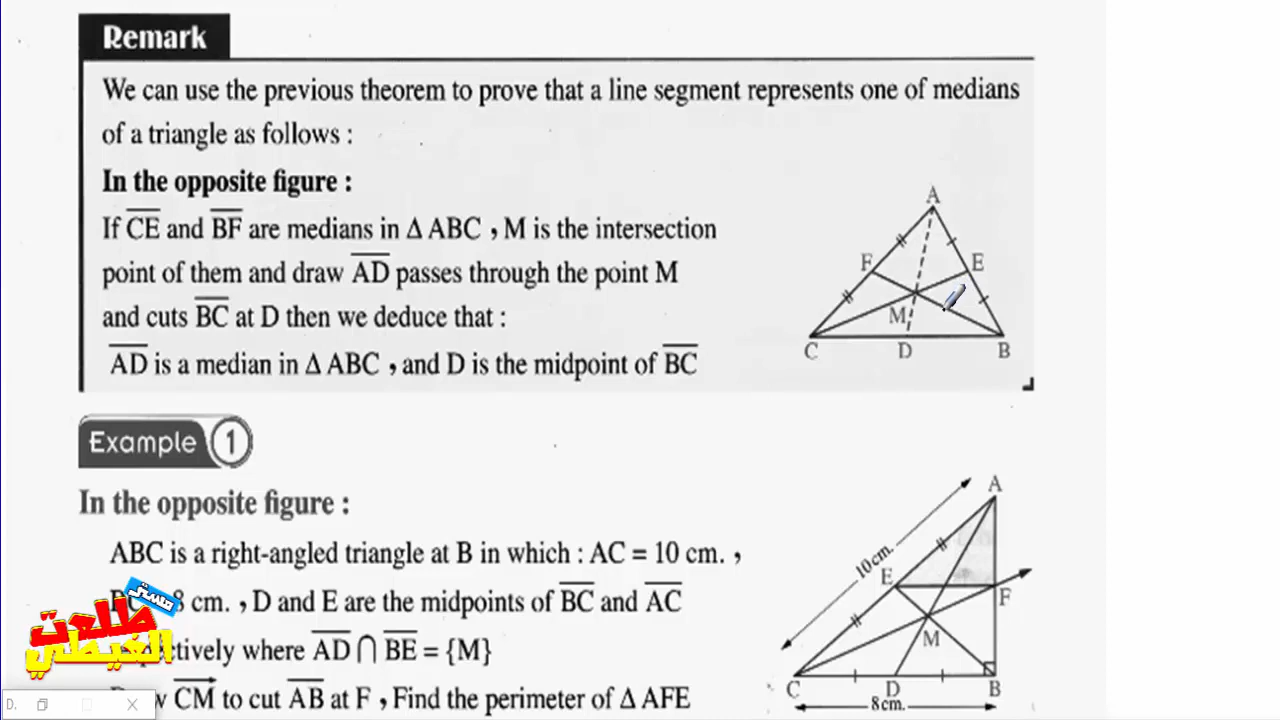 Remark
We can use the previous theorem to prove that a line segment represents one of medians
of a triangle as follows :
In the opposite figure :
If CE and BF are medians in Δ ABC , M is the intersection
point of them and draw AD passes through the point M
and cuts BC at D then we deduce that :
AD is a median in Δ ABC , and D is the midpoint of BC
A
F
E
M
C
D
B
Example 1
In the opposite figure :
ABC is a right-angled triangle at B in which : AC = 10 cm. ,
8 cm. , D and E are the midpoints of BC and AC
where AD ∩ BE = {M}
CM to cut AB at F , Find the perimeter of Δ AFE
A
10 cm.
E
F
M
C
D
B
8 cm.
مستر
طلعت
الغيطي
D.